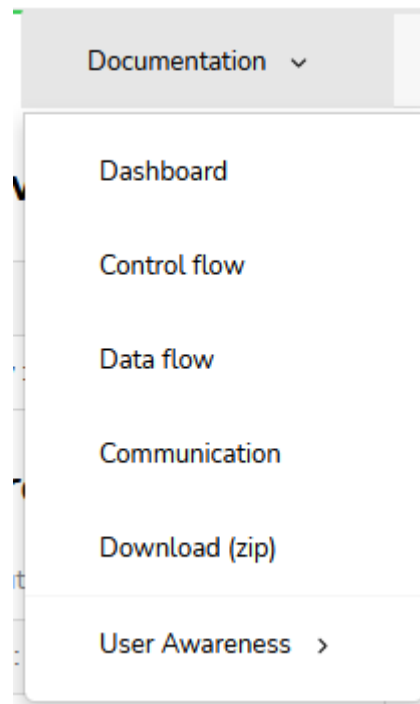 Documentation
Dashboard
Control flow
Data flow
Communication
Download (zip)
User Awareness